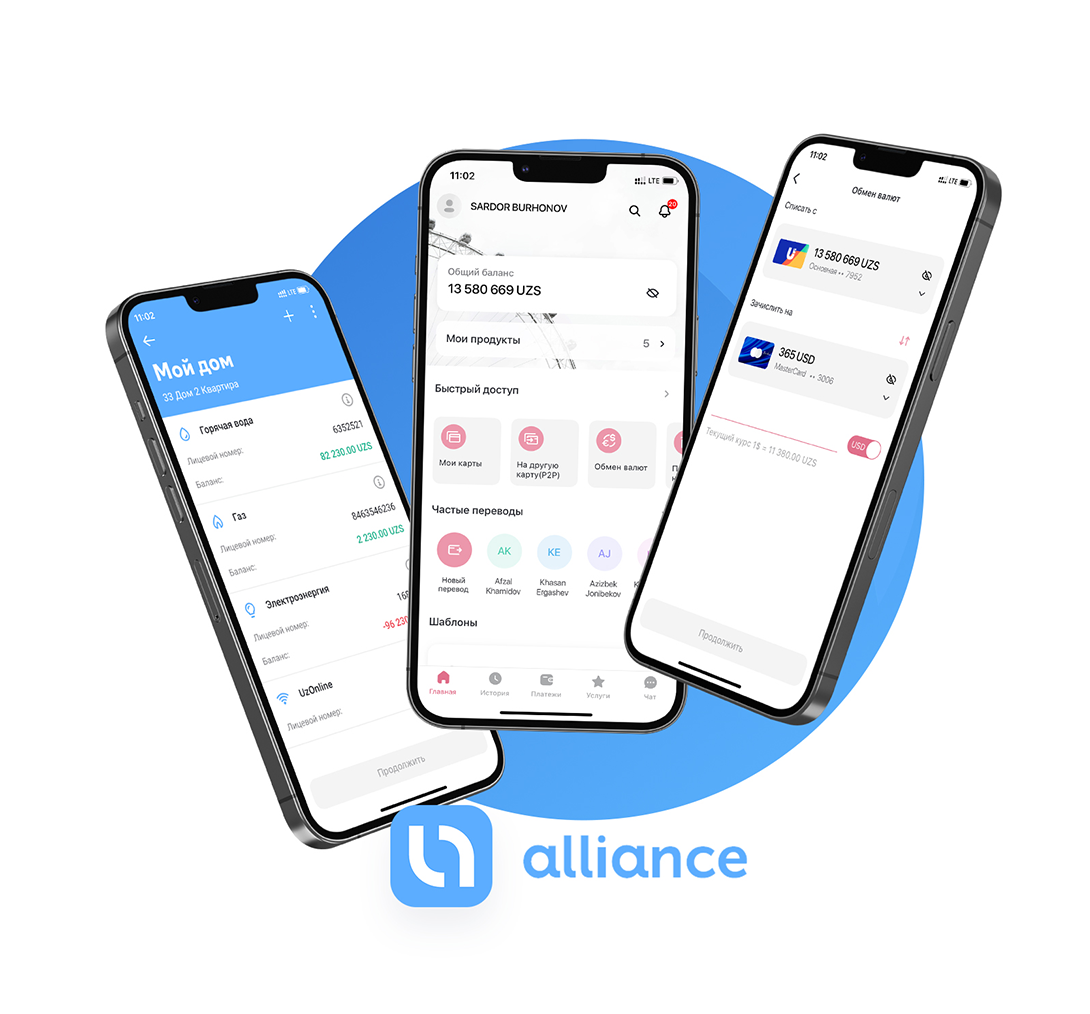 11:02
LTE
Мой дом
33 Дом 2 Квартира
Горячая вода
Лицевой номер:
6352521
Баланс:
82 230.00 UZS
Газ
Лицевой номер:
8463546236
Баланс:
2 230.00 UZS
Электроэнергия
Лицевой номер:
Баланс:
-96 230
UzOnline
Лицевой номер:
Продолжить
11:02
LTE
SARDOR BURHONOV
20
Общий баланс
13 580 669 UZS
Мои продукты
5
Быстрый доступ
Мои карты
На другую
карту(P2P)
Обмен валют
Частые переводы
AK
KE
AJ
Новый
перевод
Afzal
Khamidov
Khasan
Ergashev
Azizbek
Jonibekov
Шаблоны
Главная
История
Платежи
Услуги
Чат
11:02
LTE
Обмен валют
Списать с
13 580 669 UZS
Основная •• 7952
Зачислить на
365 USD
MasterCard •• 3006
USD
Текущий курс 1$ = 11 380.00 UZS
Продолжить
alliance